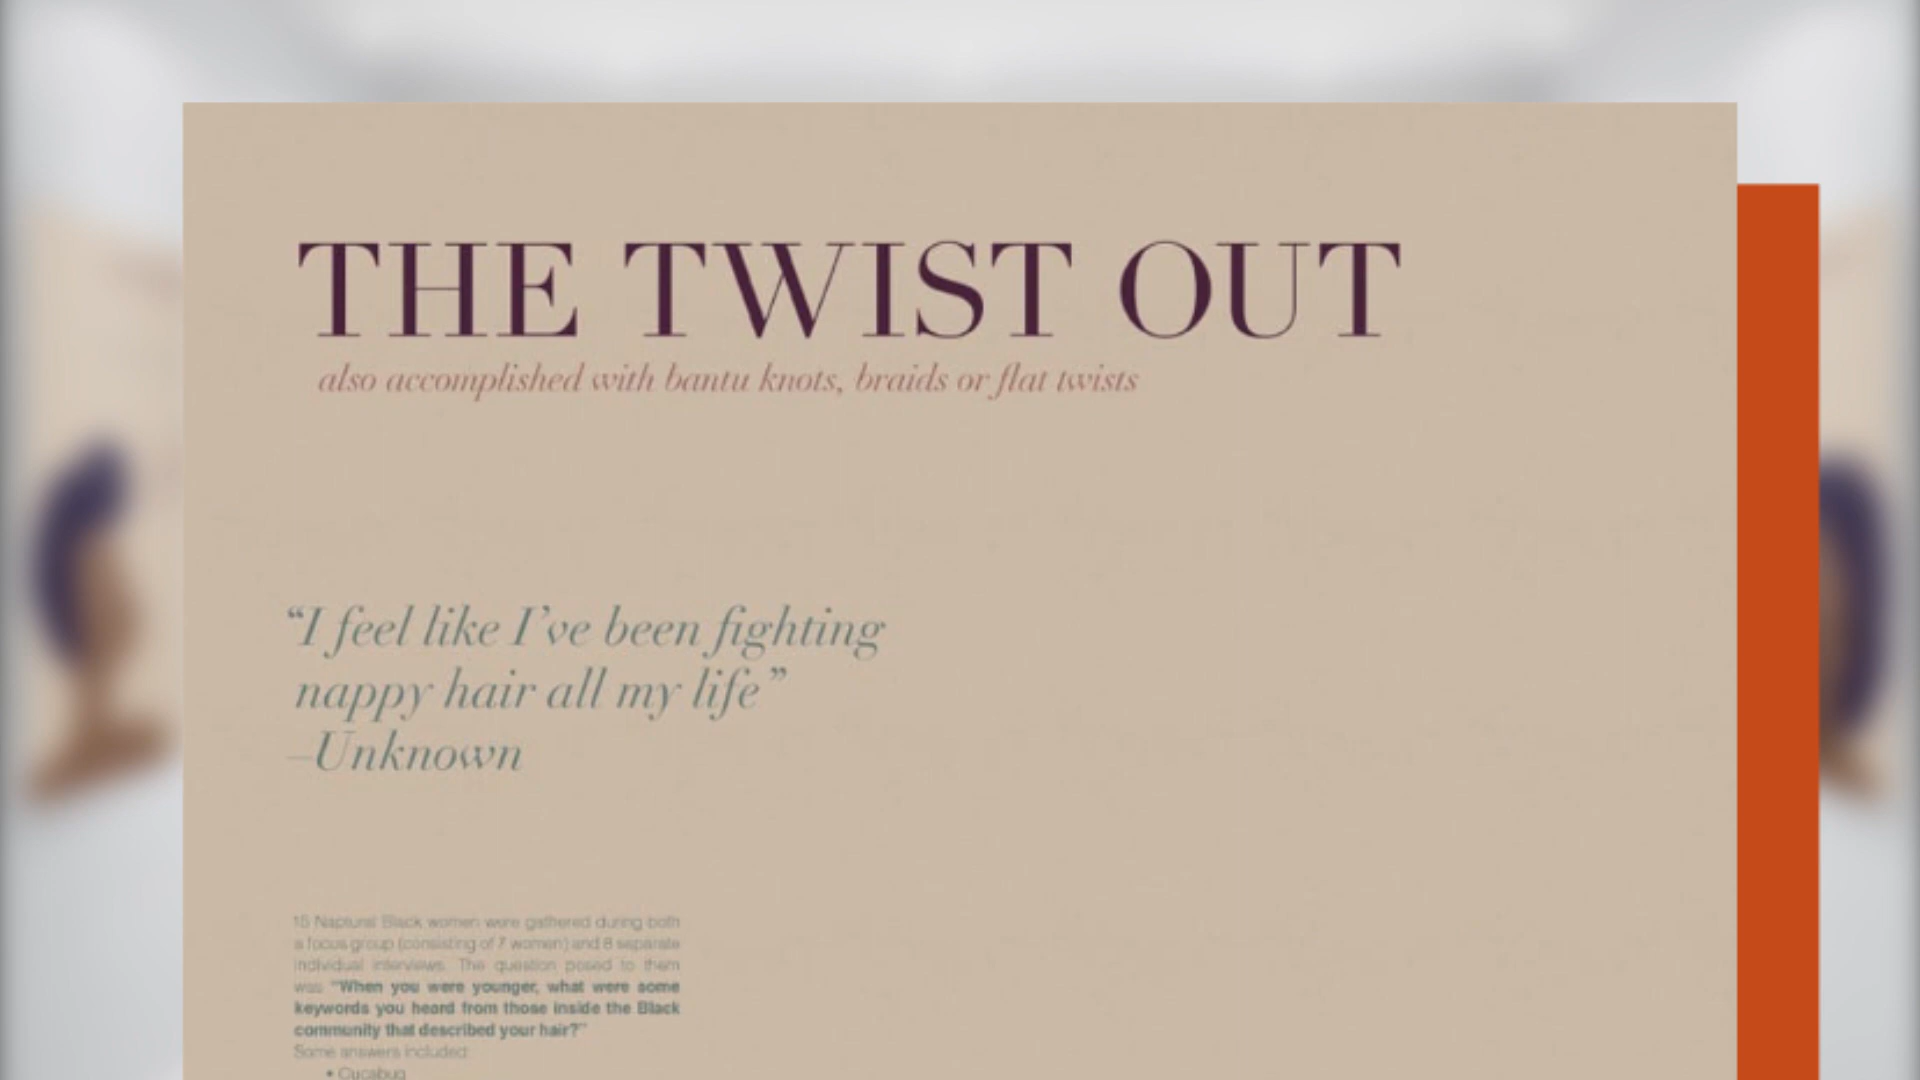 THE TWIST OUT
also accomplished with bantu knots, braids or flat twists
“I feel like I’ve been fighting
nappy hair all my life”
–Unknown
15 Naptural Black women were gathered during both
a focus group (consisting of 7 women) and 8 separate
individual interviews. The question posed to them
was “When you were younger, what were some
keywords you heard from those inside the Black
community that described your hair?”
Some answers included:
• Cucabug